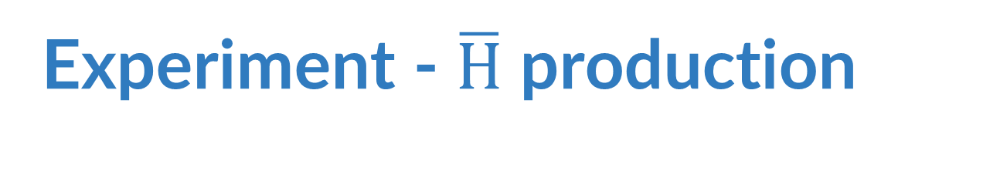 Experiment - H̅ production